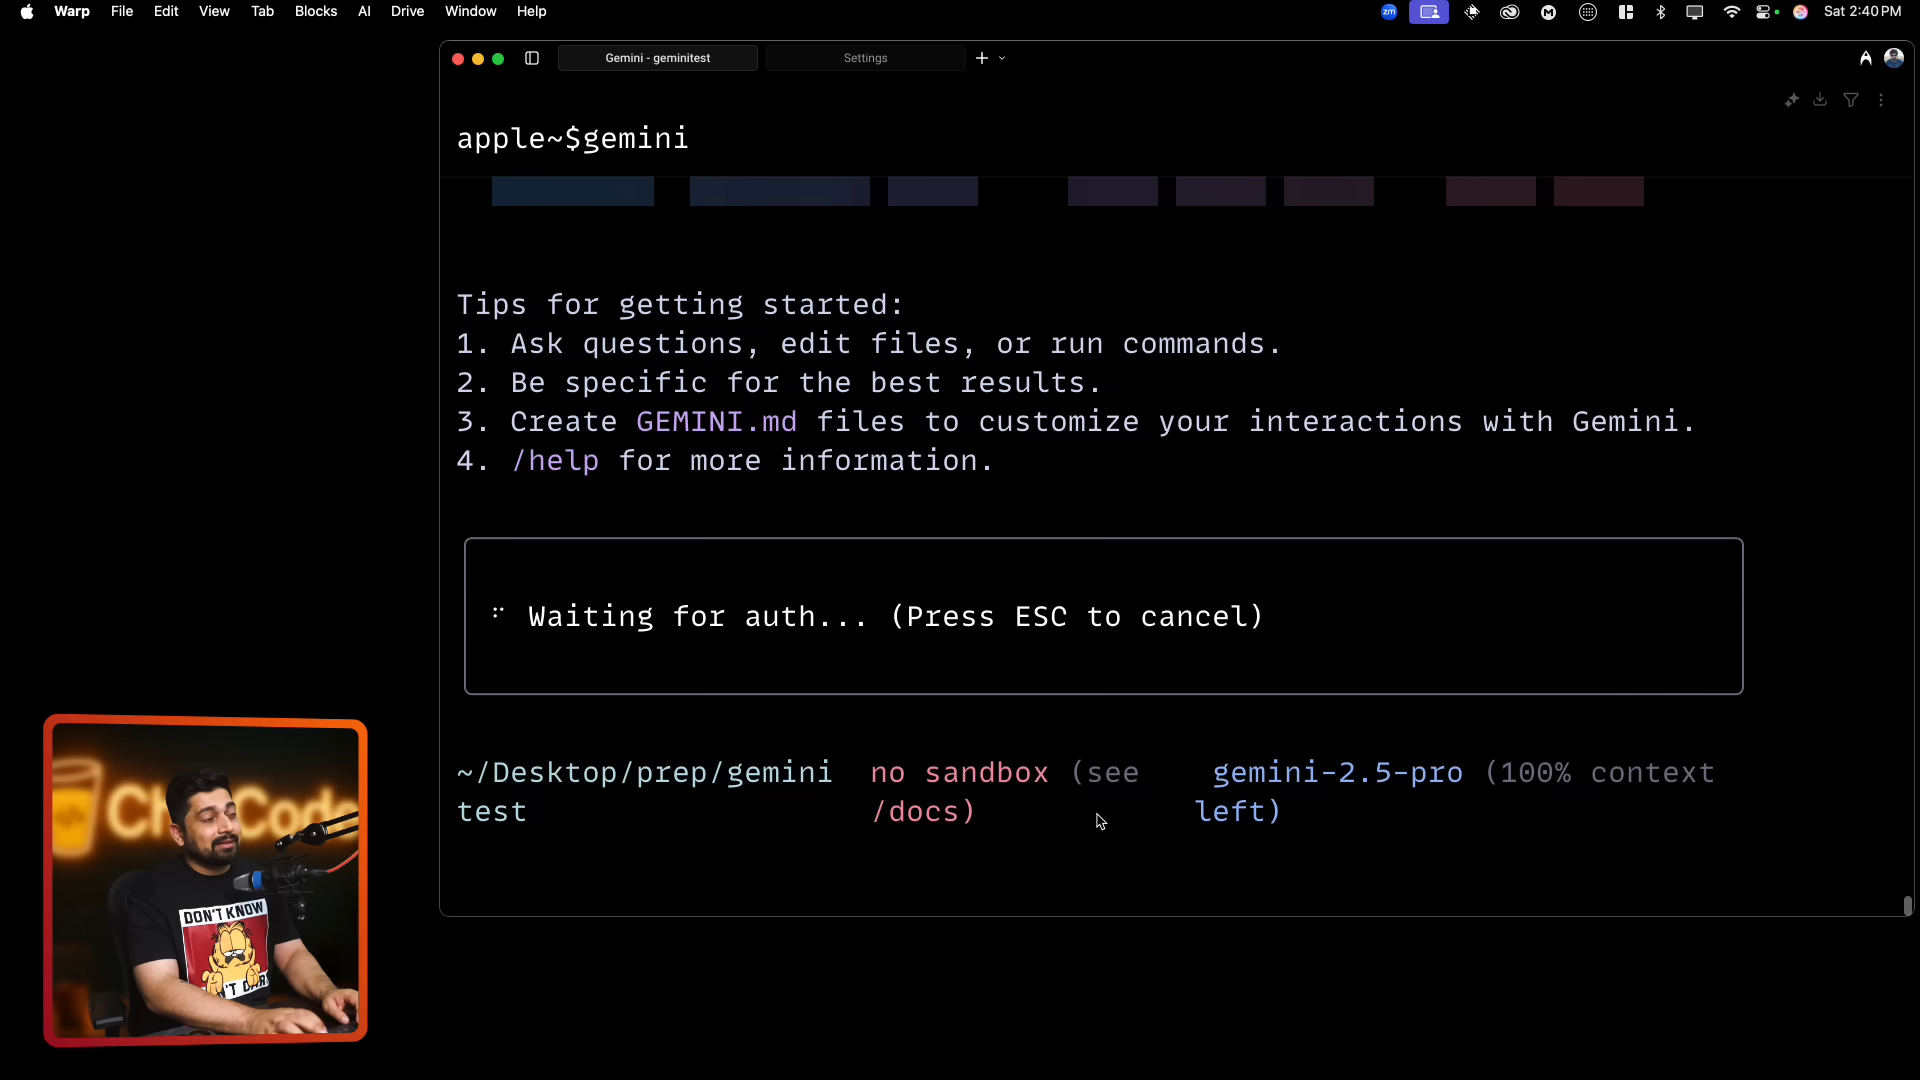 Warp File Edit View Tab Blocks AI Drive Window Help
zm
Sat 2:40 PM
Gemini - geminitest
Settings
apple~$gemini
Tips for getting started:
1. Ask questions, edit files, or run commands.
2. Be specific for the best results.
3. Create GEMINI.md files to customize your interactions with Gemini.
4. /help for more information.
Waiting for auth... (Press ESC to cancel)
~/Desktop/prep/gemini no sandbox (see gemini-2.5-pro (100% context
test /docs) left)
DON'T KNOW